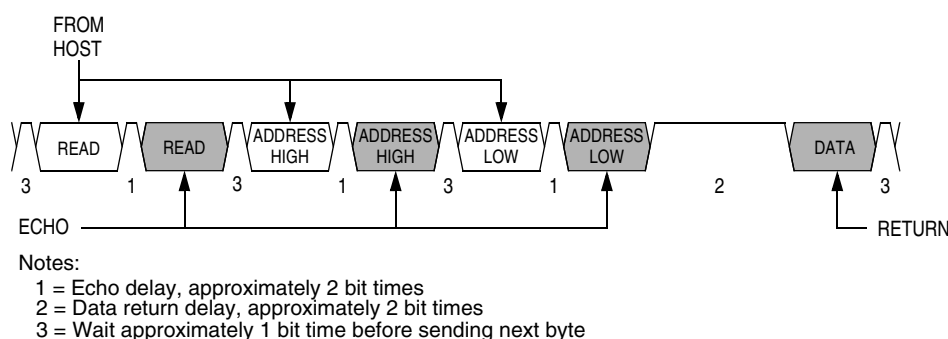 FROM
HOST
READ
READ
ADDRESS
HIGH
ADDRESS
HIGH
ADDRESS
LOW
ADDRESS
LOW
DATA
3
1
3
1
3
1
2
3
ECHO
RETURN
Notes:
1 = Echo delay, approximately 2 bit times
2 = Data return delay, approximately 2 bit times
3 = Wait approximately 1 bit time before sending next byte